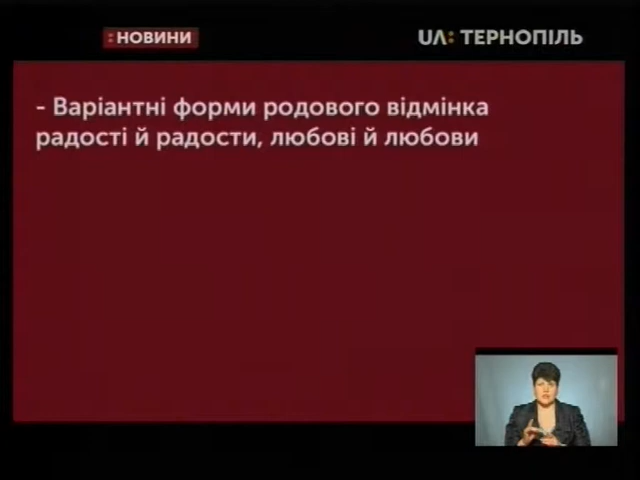 :НОВИНИ
UA: ТЕРНОПІЛЬ
- Варіантні форми родового відмінка
радості й радости, любові й любови